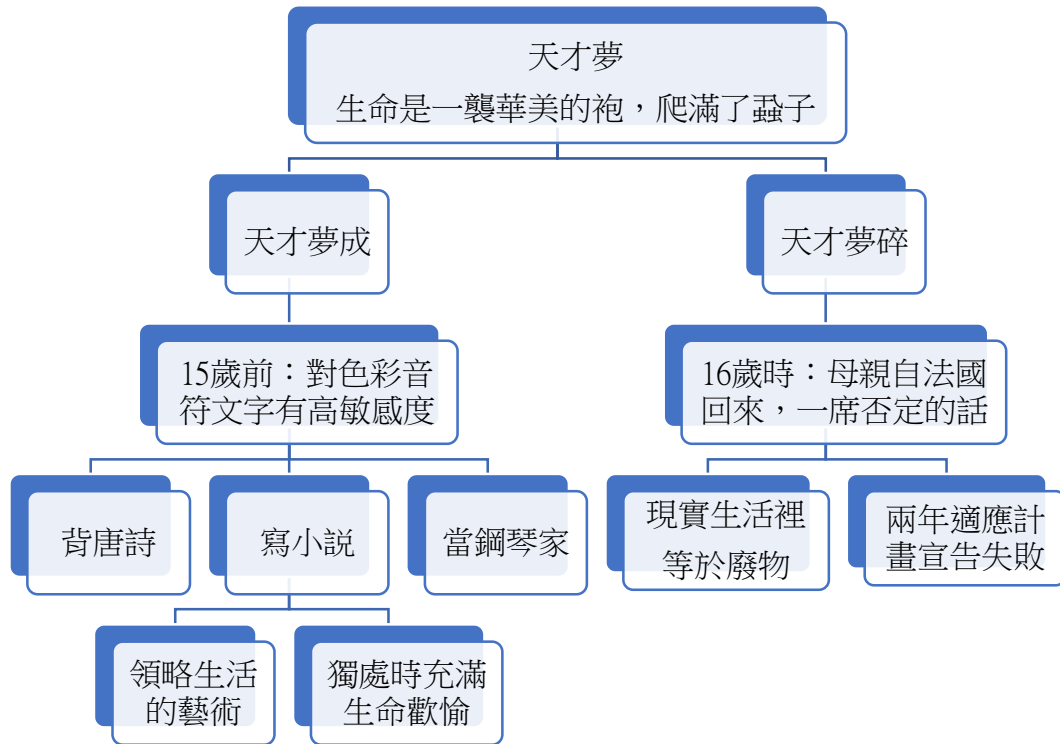 天才夢
生命是一襲華美的袍，爬滿了蝨子
天才夢成
天才夢碎
15歲前：對色彩音
符文字有高敏感度
16歲時：母親自法國
回來，一席否定的話
背唐詩
寫小說
當鋼琴家
現實生活裡
等於廢物
兩年適應計
畫宣告失敗
領略生活
的藝術
獨處時充滿
生命歡愉